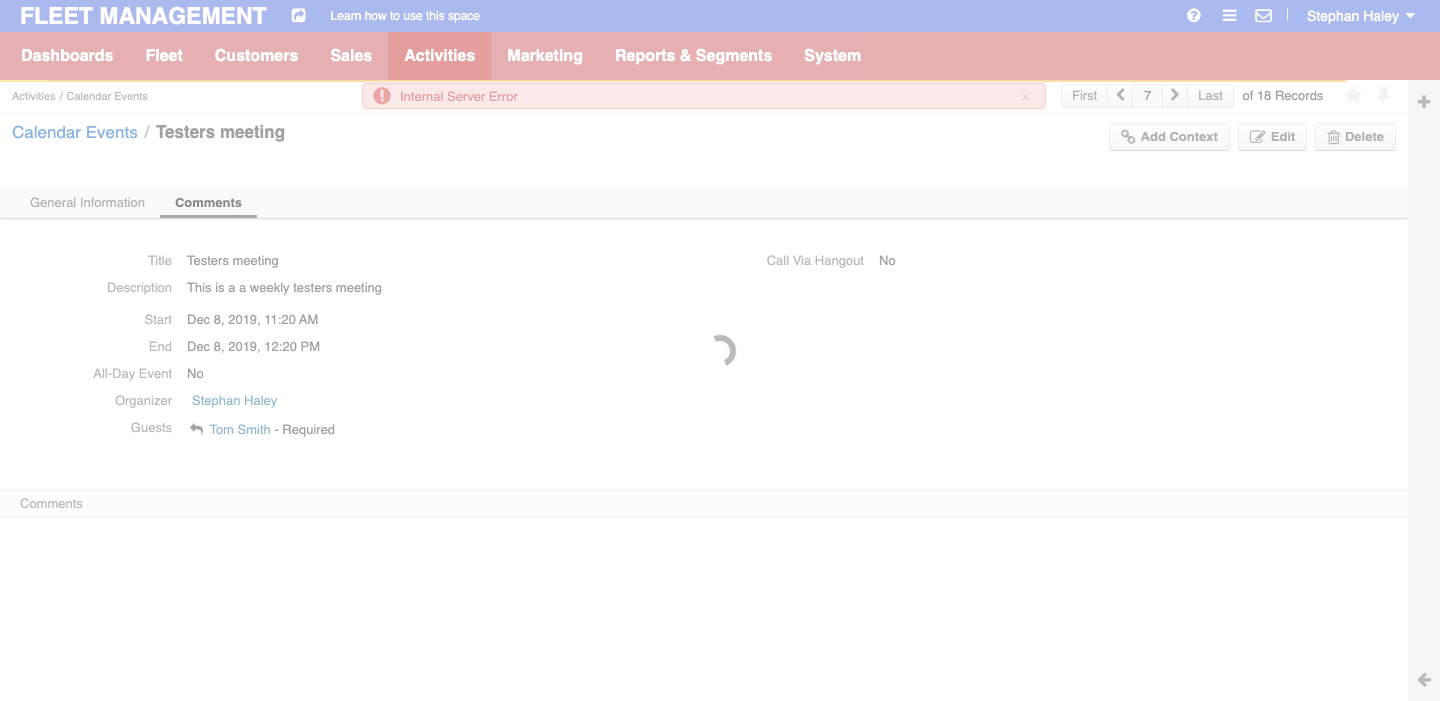 FLEET MANAGEMENT Learn how to use this space Stephan Haley
Dashboards Fleet Customers Sales Activities Marketing Reports & Segments System
Activities / Calendar Events
Internal Server Error ×
First 7 Last of 18 Records
Calendar Events / Testers meeting
Add Context Edit Delete
General Information Comments
Title Testers meeting
Call Via Hangout No
Description This is a a weekly testers meeting
Start Dec 8, 2019, 11:20 AM
End Dec 8, 2019, 12:20 PM
All-Day Event No
Organizer Stephan Haley
Guests Tom Smith - Required
Comments